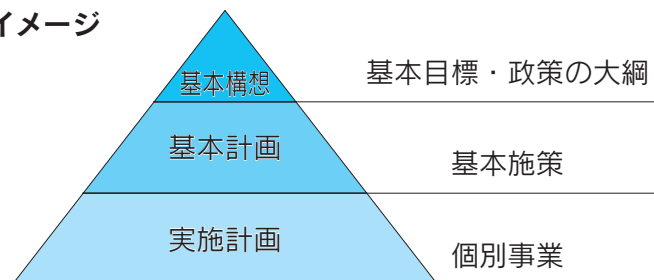 イメージ
基本構想
基本目標・政策の大綱
基本計画
基本施策
実施計画
個別事業